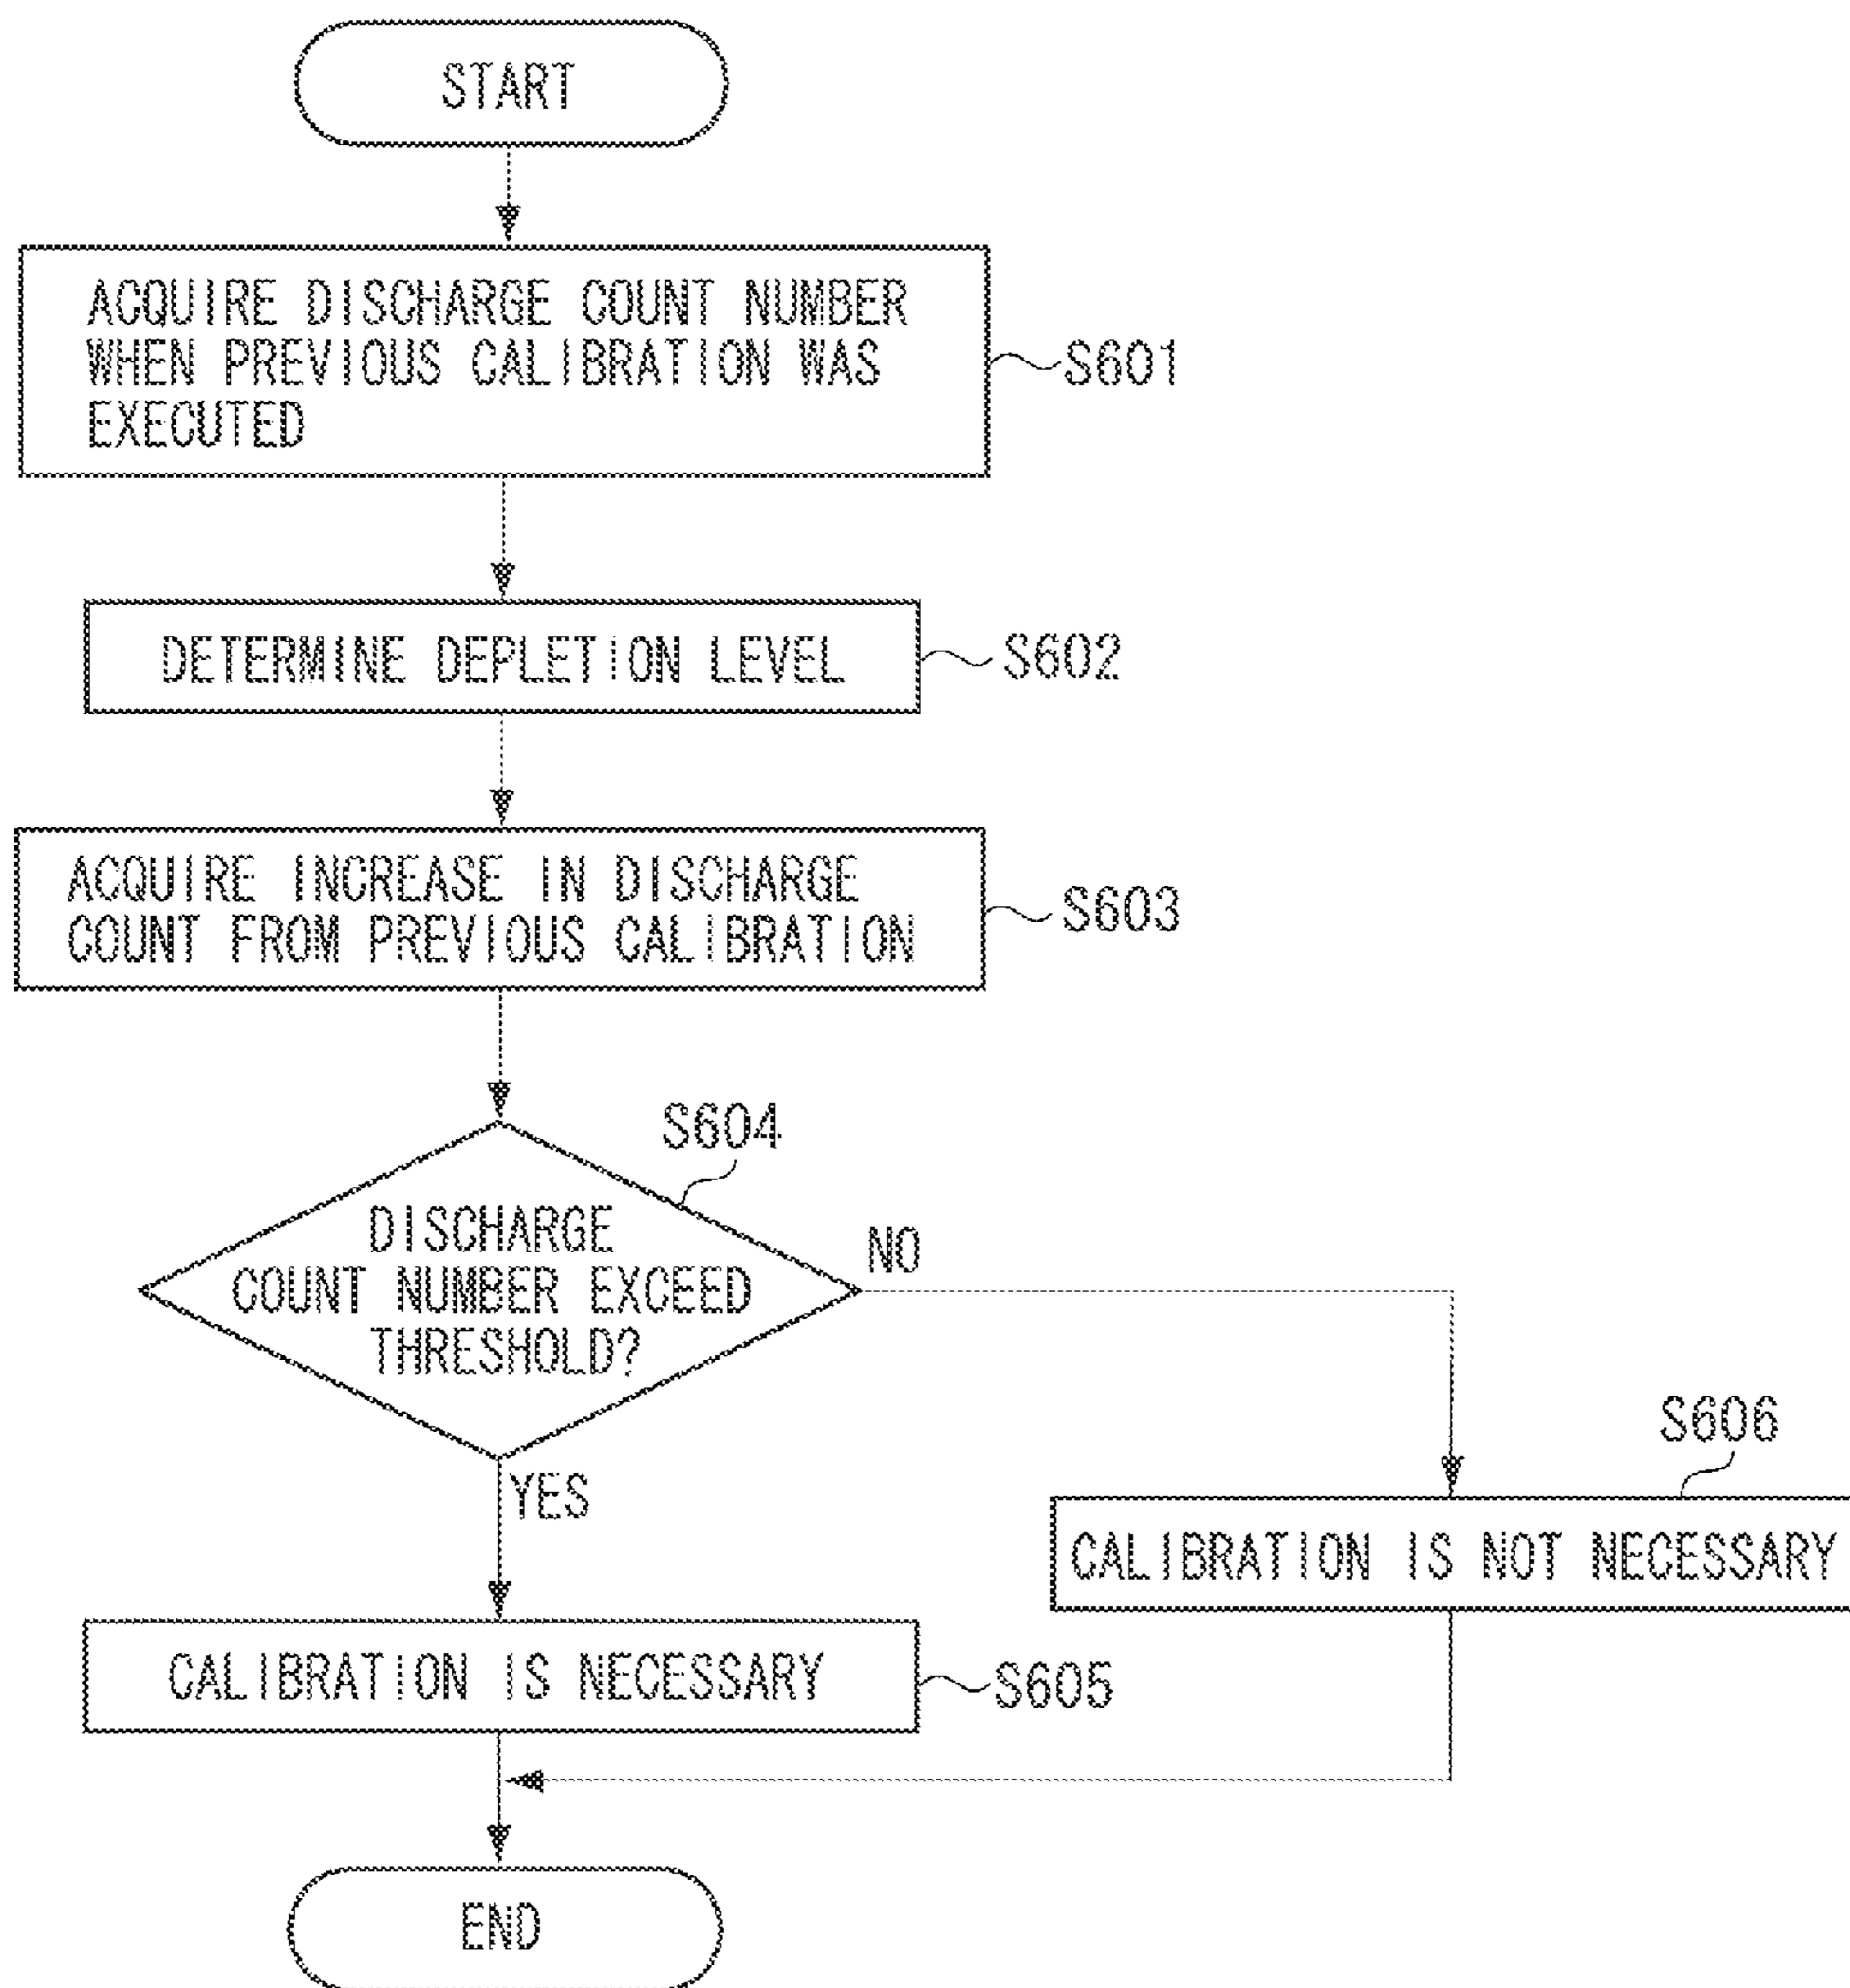 START
ACQUIRE DISCHARGE COUNT NUMBER
WHEN PREVIOUS CALIBRATION WAS
EXECUTED
S601
DETERMINE DEPLETION LEVEL
S602
ACQUIRE INCREASE IN DISCHARGE
COUNT FROM PREVIOUS CALIBRATION
S603
S604
DISCHARGE
COUNT NUMBER EXCEED
THRESHOLD?
NO
YES
S606
CALIBRATION IS NOT NECESSARY
CALIBRATION IS NECESSARY
S605
END